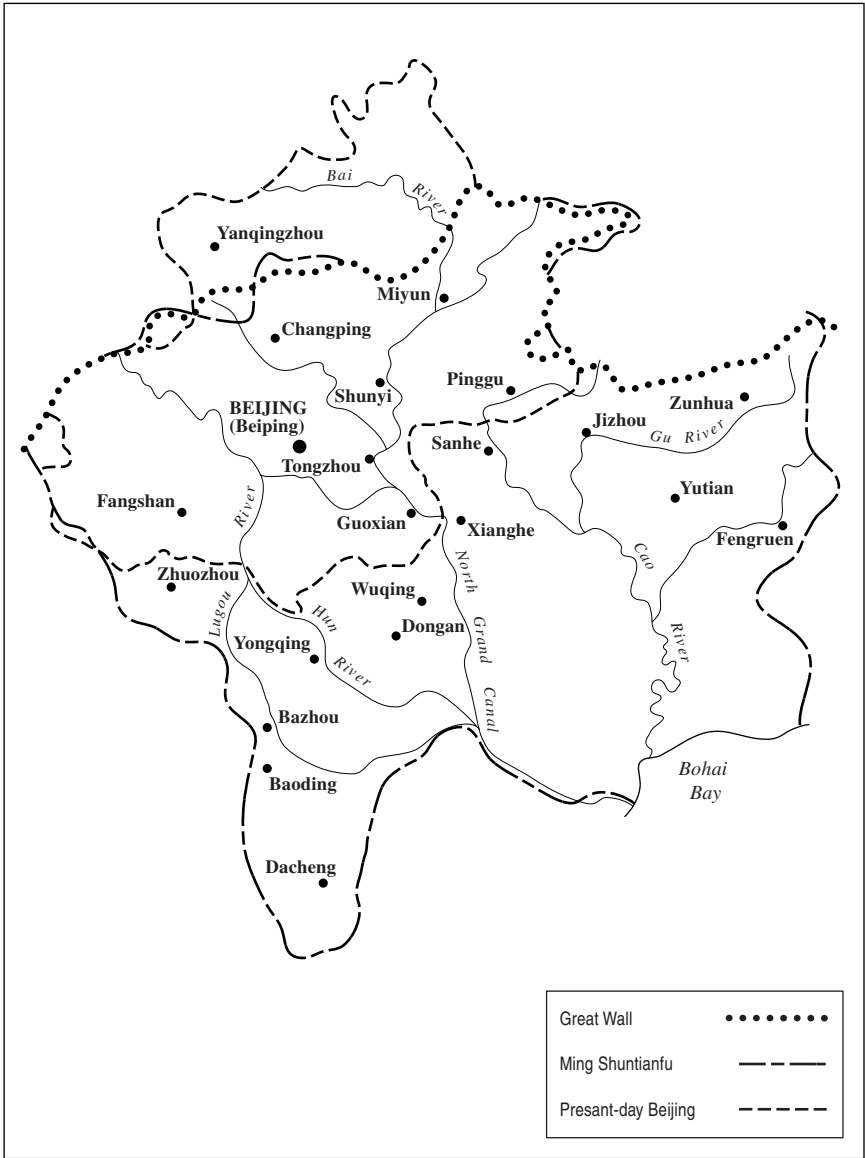 Bai
River
Yanqingzhou
Miyun
Changping
Shunyi
Pinggu
Zunhua
BEIJING
(Beiping)
Jizhou
Gu River
Sanhe
Tongzhou
Yutian
Fangshan
River
Guoxian
Xianghe
Fengruen
North
Cao
Zhuozhou
Wuqing
Lugou
Hun
Grand
Dongan
River
Yongqing
River
Canal
Bazhou
Baoding
Bohai
Bay
Dacheng
Great Wall
Ming Shuntianfu
Presant-day Beijing